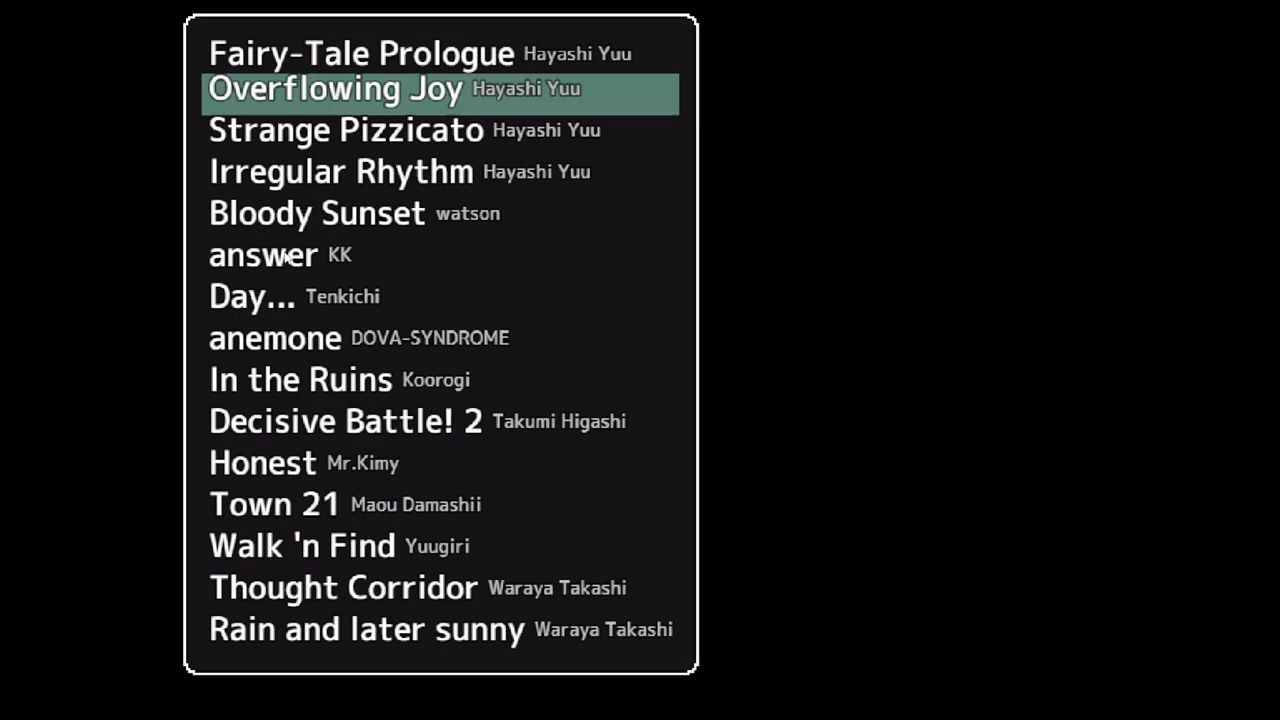 Fairy-Tale Prologue Hayashi Yuu
Overflowing Joy Hayashi Yuu
Strange Pizzicato Hayashi Yuu
Irregular Rhythm Hayashi Yuu
Bloody Sunset watson
answer KK
Day... Tenkichi
anemone DOVA-SYNDROME
In the Ruins Koorogi
Decisive Battle! 2 Takumi Higashi
Honest Mr.Kimy
Town 21 Maou Damashii
Walk 'n Find Yuugiri
Thought Corridor Waraya Takashi
Rain and later sunny Waraya Takashi